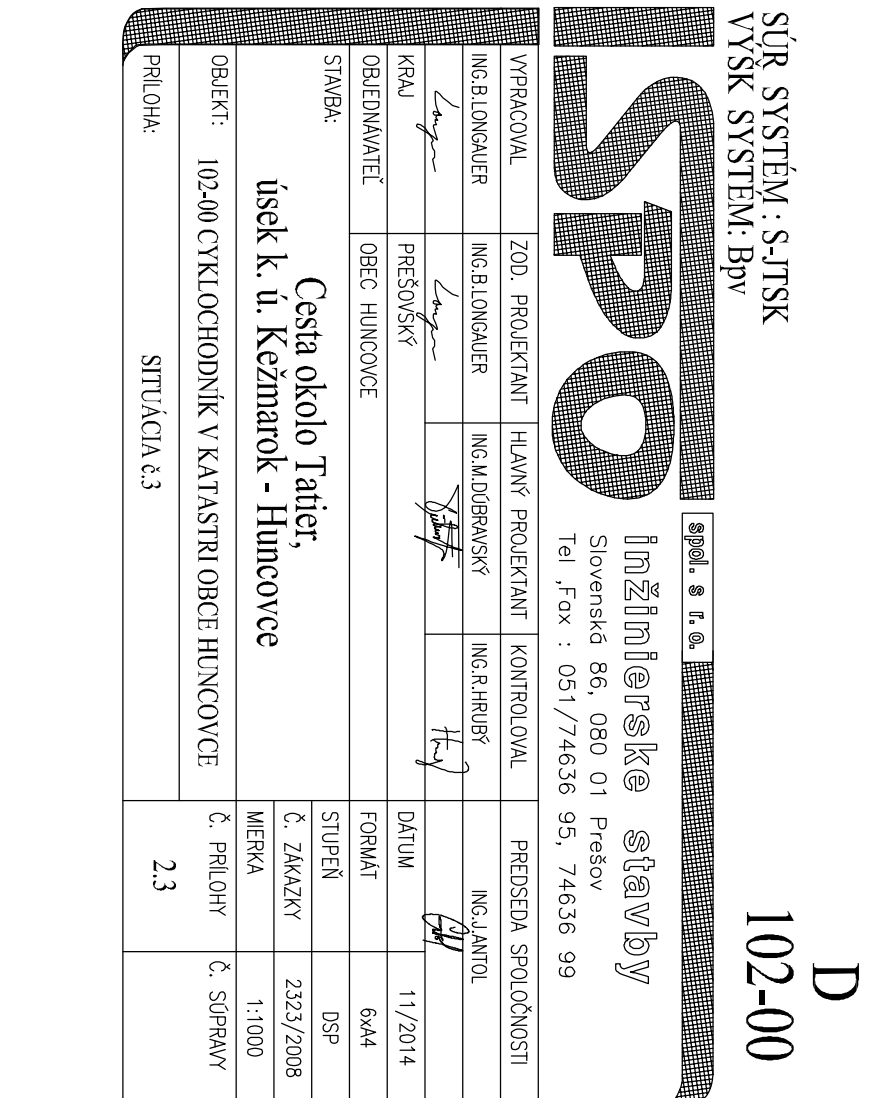 D
102-00
SÚR SYSTÉM : S-JTSK
VÝŠK SYSTÉM: Bpv
ISPO
spol. s r. o.
inžinierske stavby
Slovenská 86, 080 01 Prešov
Tel ,Fax : 051/74636 95, 74636 99
VYPRACOVAL ZOD. PROJEKTANT HLAVNÝ PROJEKTANT KONTROLOVAL PREDSEDA SPOLOČNOSTI
ING.B.LONGAUER ING.B.LONGAUER ING.M.DÚBRAVSKÝ ING.R.HRUBÝ ING.J.ANTOL
KRAJ PREŠOVSKÝ DÁTUM 11/2014
OBJEDNÁVATEĽ OBEC HUNCOVCE FORMÁT 6xA4
STAVBA: STUPEŇ DSP
Cesta okolo Tatier,
Č. ZÁKAZKY 2323/2008
úsek k. ú. Kežmarok - Huncovce
MIERKA 1:1000
OBJEKT: 102-00 CYKLOCHODNÍK V KATASTRI OBCE HUNCOVCE
Č. PRÍLOHY Č. SÚPRAVY
PRÍLOHA: SITUÁCIA č.3 2.3